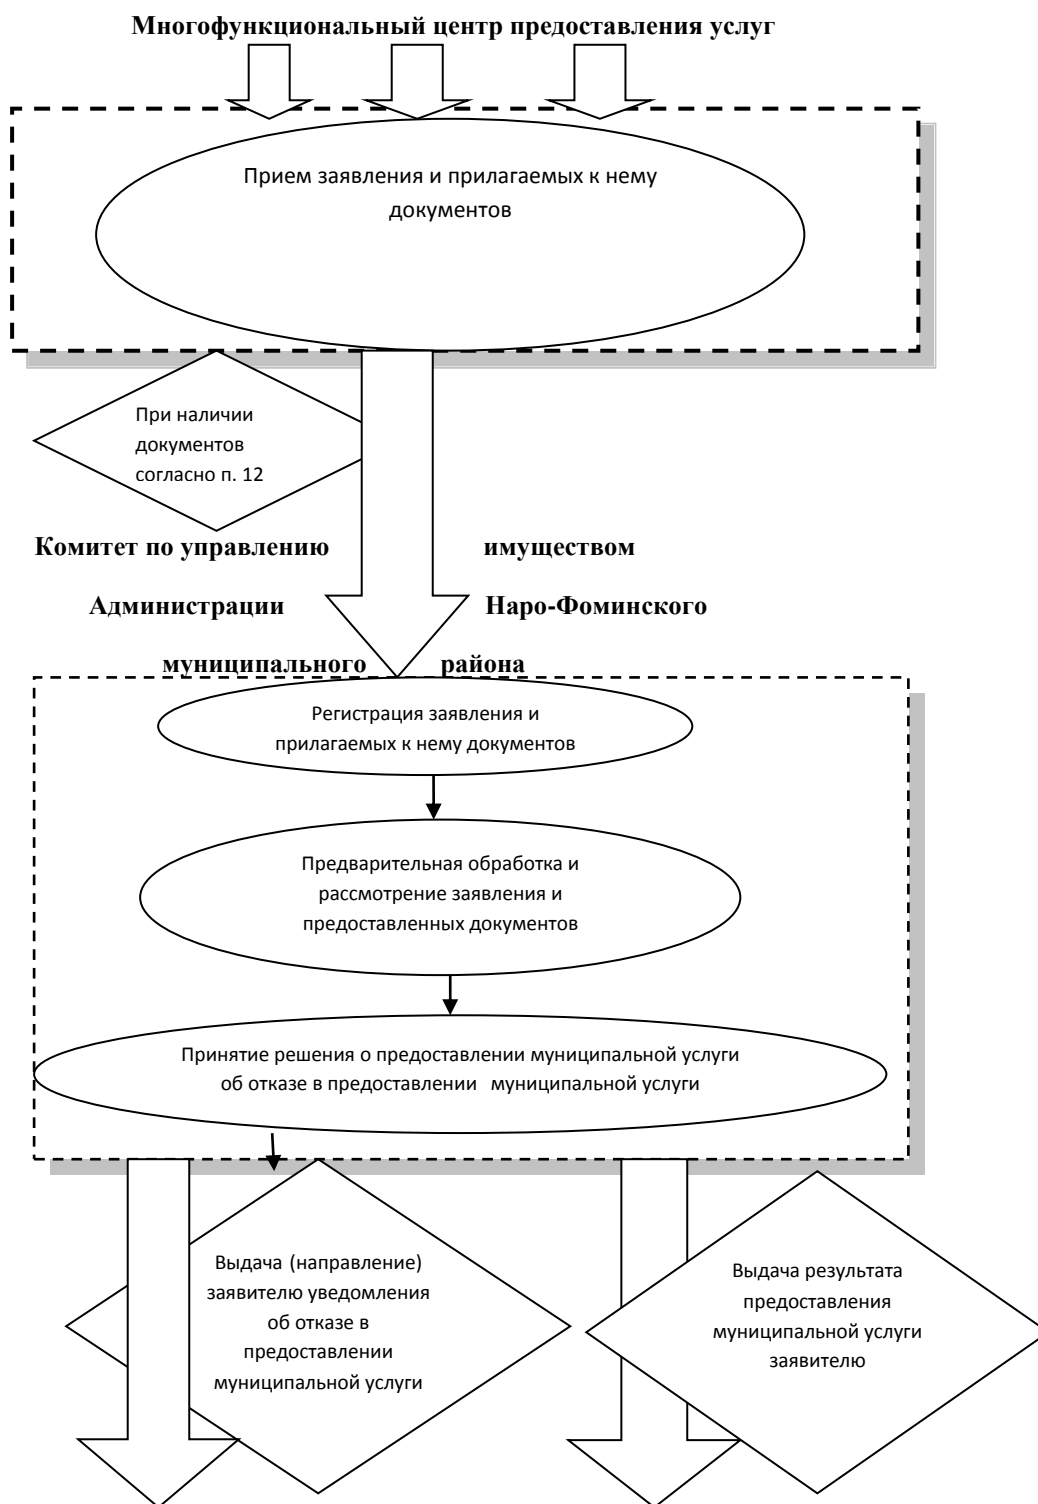 Многофункциональный центр предоставления услуг
Прием заявления и прилагаемых к нему
документов
При наличии
документов
согласно п. 12
Комитет по управлению имуществом
Администрации Наро-Фоминского
муниципального района
Регистрация заявления и
прилагаемых к нему документов
Предварительная обработка и
рассмотрение заявления и
предоставленных документов
Принятие решения о предоставлении муниципальной услуги
об отказе в предоставлении муниципальной услуги
Выдача (направление)
заявителю уведомления
об отказе в
предоставлении
муниципальной услуги
Выдача результата
предоставления
муниципальной услуги
заявителю